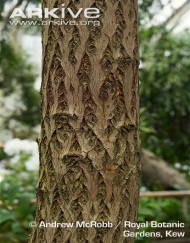 ARKIVE
www.arkive.org
© Andrew McRobb / Royal Botanic
Gardens, Kew